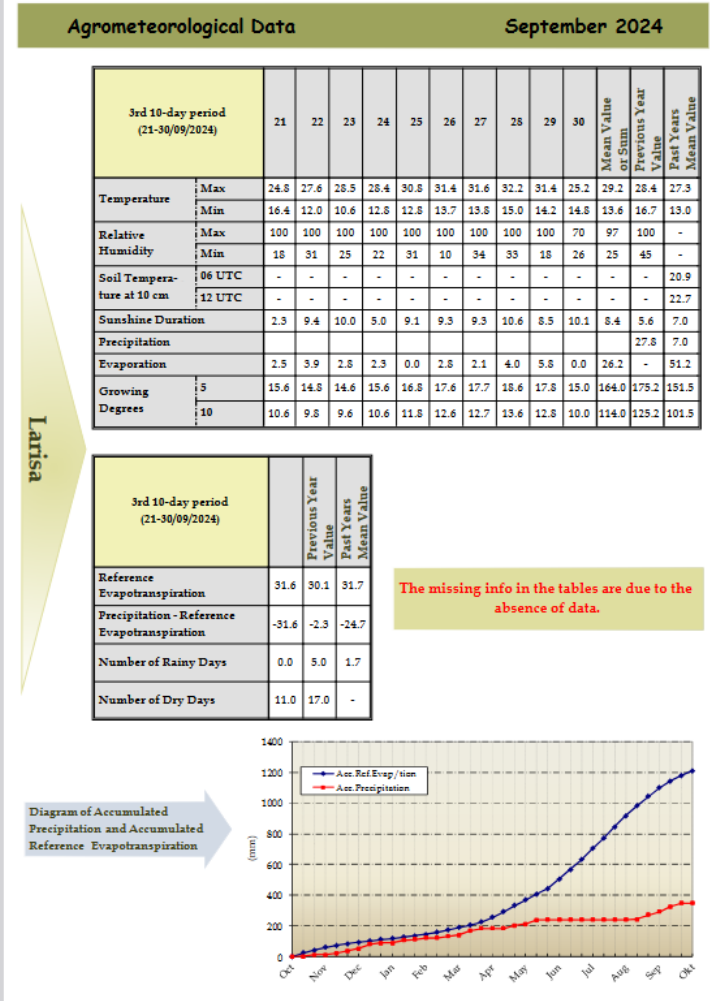 Agrometeorological Data September 2024
3rd 10-day period
(21-30/09/2024)
21 22 23 24 25 26 27 28 29 30
Mean Value
or Sum
Previous Year
Value
Past Years
Mean Value
Temperature
Max 24.8 27.6 28.5 28.4 30.8 31.4 31.6 32.2 31.4 25.2 29.2 28.4 27.3
Min 16.4 12.0 10.6 12.8 12.8 13.7 13.8 15.0 14.2 14.8 13.6 16.7 13.0
Relative
Humidity
Max 100 100 100 100 100 100 100 100 100 70 97 100 -
Min 18 31 25 22 31 10 34 33 18 26 25 45 -
Soil Tempera-
ture at 10 cm
06 UTC - - - - - - - - - - - - 20.9
12 UTC - - - - - - - - - - - - 22.7
Sunshine Duration 2.3 9.4 10.0 5.0 9.1 9.3 9.3 10.6 8.5 10.1 8.4 5.6 7.0
Precipitation 27.8 7.0
Evaporation 2.5 3.9 2.8 2.3 0.0 2.8 2.1 4.0 5.8 0.0 26.2 - 51.2
Growing
Degrees
5 15.6 14.8 14.6 15.6 16.8 17.6 17.7 18.6 17.8 15.0 164.0 175.2 151.5
10 10.6 9.8 9.6 10.6 11.8 12.6 12.7 13.6 12.8 10.0 114.0 125.2 101.5
Larisa
3rd 10-day period
(21-30/09/2024)
Previous Year
Value
Past Years
Mean Value
Reference
Evapotranspiration 31.6 30.1 31.7
Precipitation - Reference
Evapotranspiration -31.6 -2.3 -24.7
Number of Rainy Days 0.0 5.0 1.7
Number of Dry Days 11.0 17.0 -
The missing info in the tables are due to the
absence of data.
Diagram of Accumulated
Precipitation and Accumulated
Reference Evapotranspiration
(mm)
1400
1200
1000
800
600
400
200
0
Acc.Ref.Evap/tion
Acc.Precipitation
Oct Nov Dec Jan Feb Mar Apr May Jun Jul Aug Sep Okt